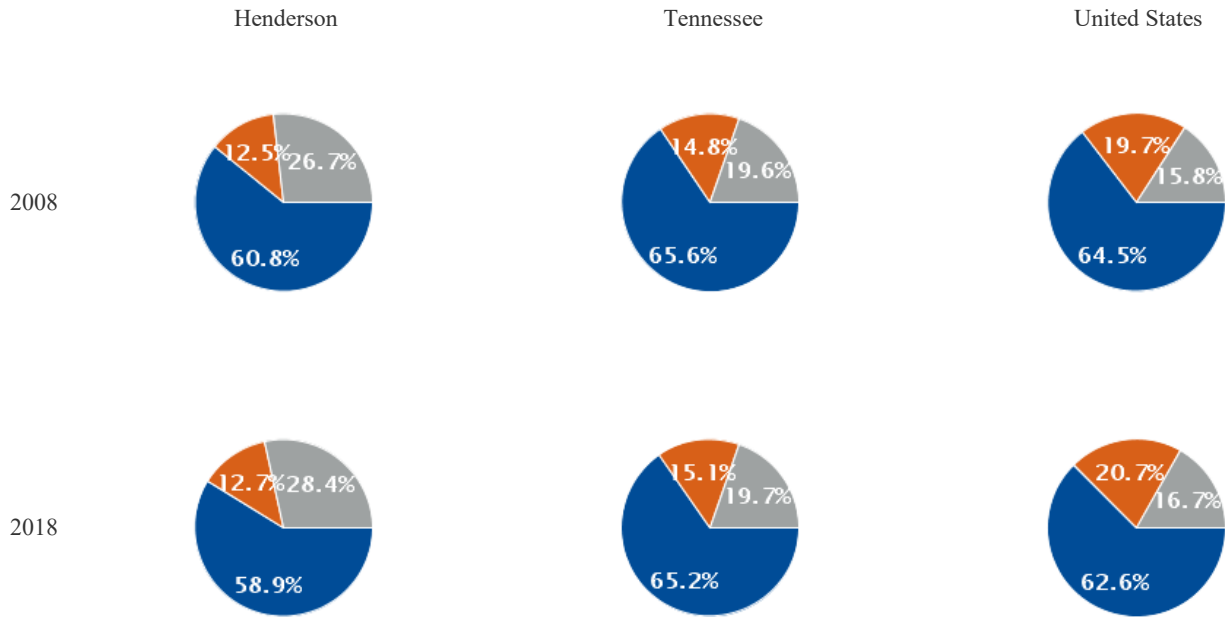 Henderson Tennessee United States
2008
12.5% 26.7% 60.8%
14.8% 19.6% 65.6%
19.7% 15.8% 64.5%
2018
12.7% 28.4% 58.9%
15.1% 19.7% 65.2%
20.7% 16.7% 62.6%